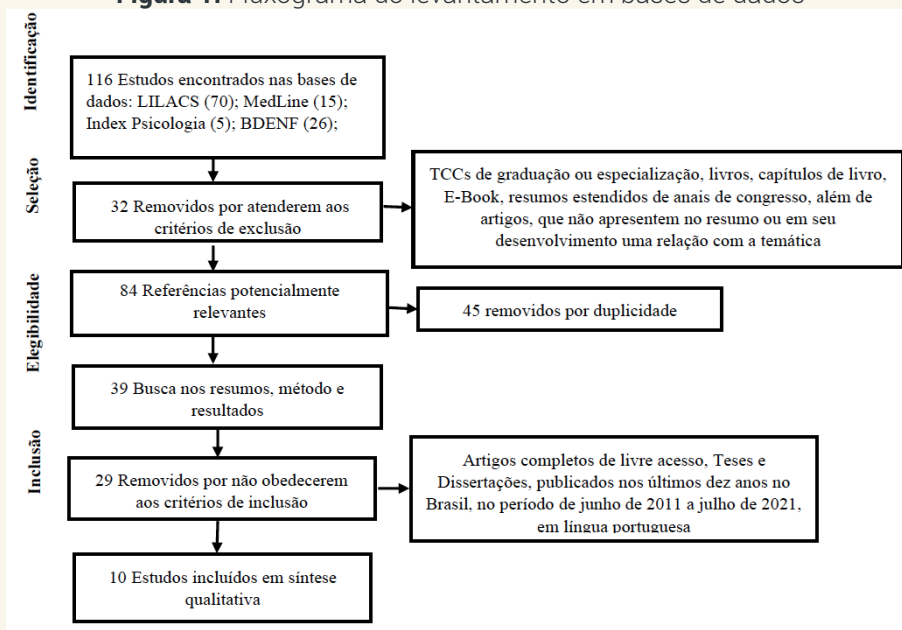 Figura 1. Fluxograma do levantamento em bases de dados
Identificação
116 Estudos encontrados nas bases de
dados: LILACS (70); MedLine (15);
Index Psicologia (5); BDENF (26);
Seleção
32 Removidos por atenderem aos
critérios de exclusão
TCCs de graduação ou especialização, livros, capítulos de livro,
E-Book, resumos estendidos de anais de congresso, além de
artigos, que não apresentem no resumo ou em seu
desenvolvimento uma relação com a temática
Elegibilidade
84 Referências potencialmente
relevantes
45 removidos por duplicidade
39 Busca nos resumos, método e
resultados
Inclusão
29 Removidos por não obedecerem
aos critérios de inclusão
Artigos completos de livre acesso, Teses e
Dissertações, publicados nos últimos dez anos no
Brasil, no período de junho de 2011 a julho de 2021,
em língua portuguesa
10 Estudos incluídos em síntese
qualitativa